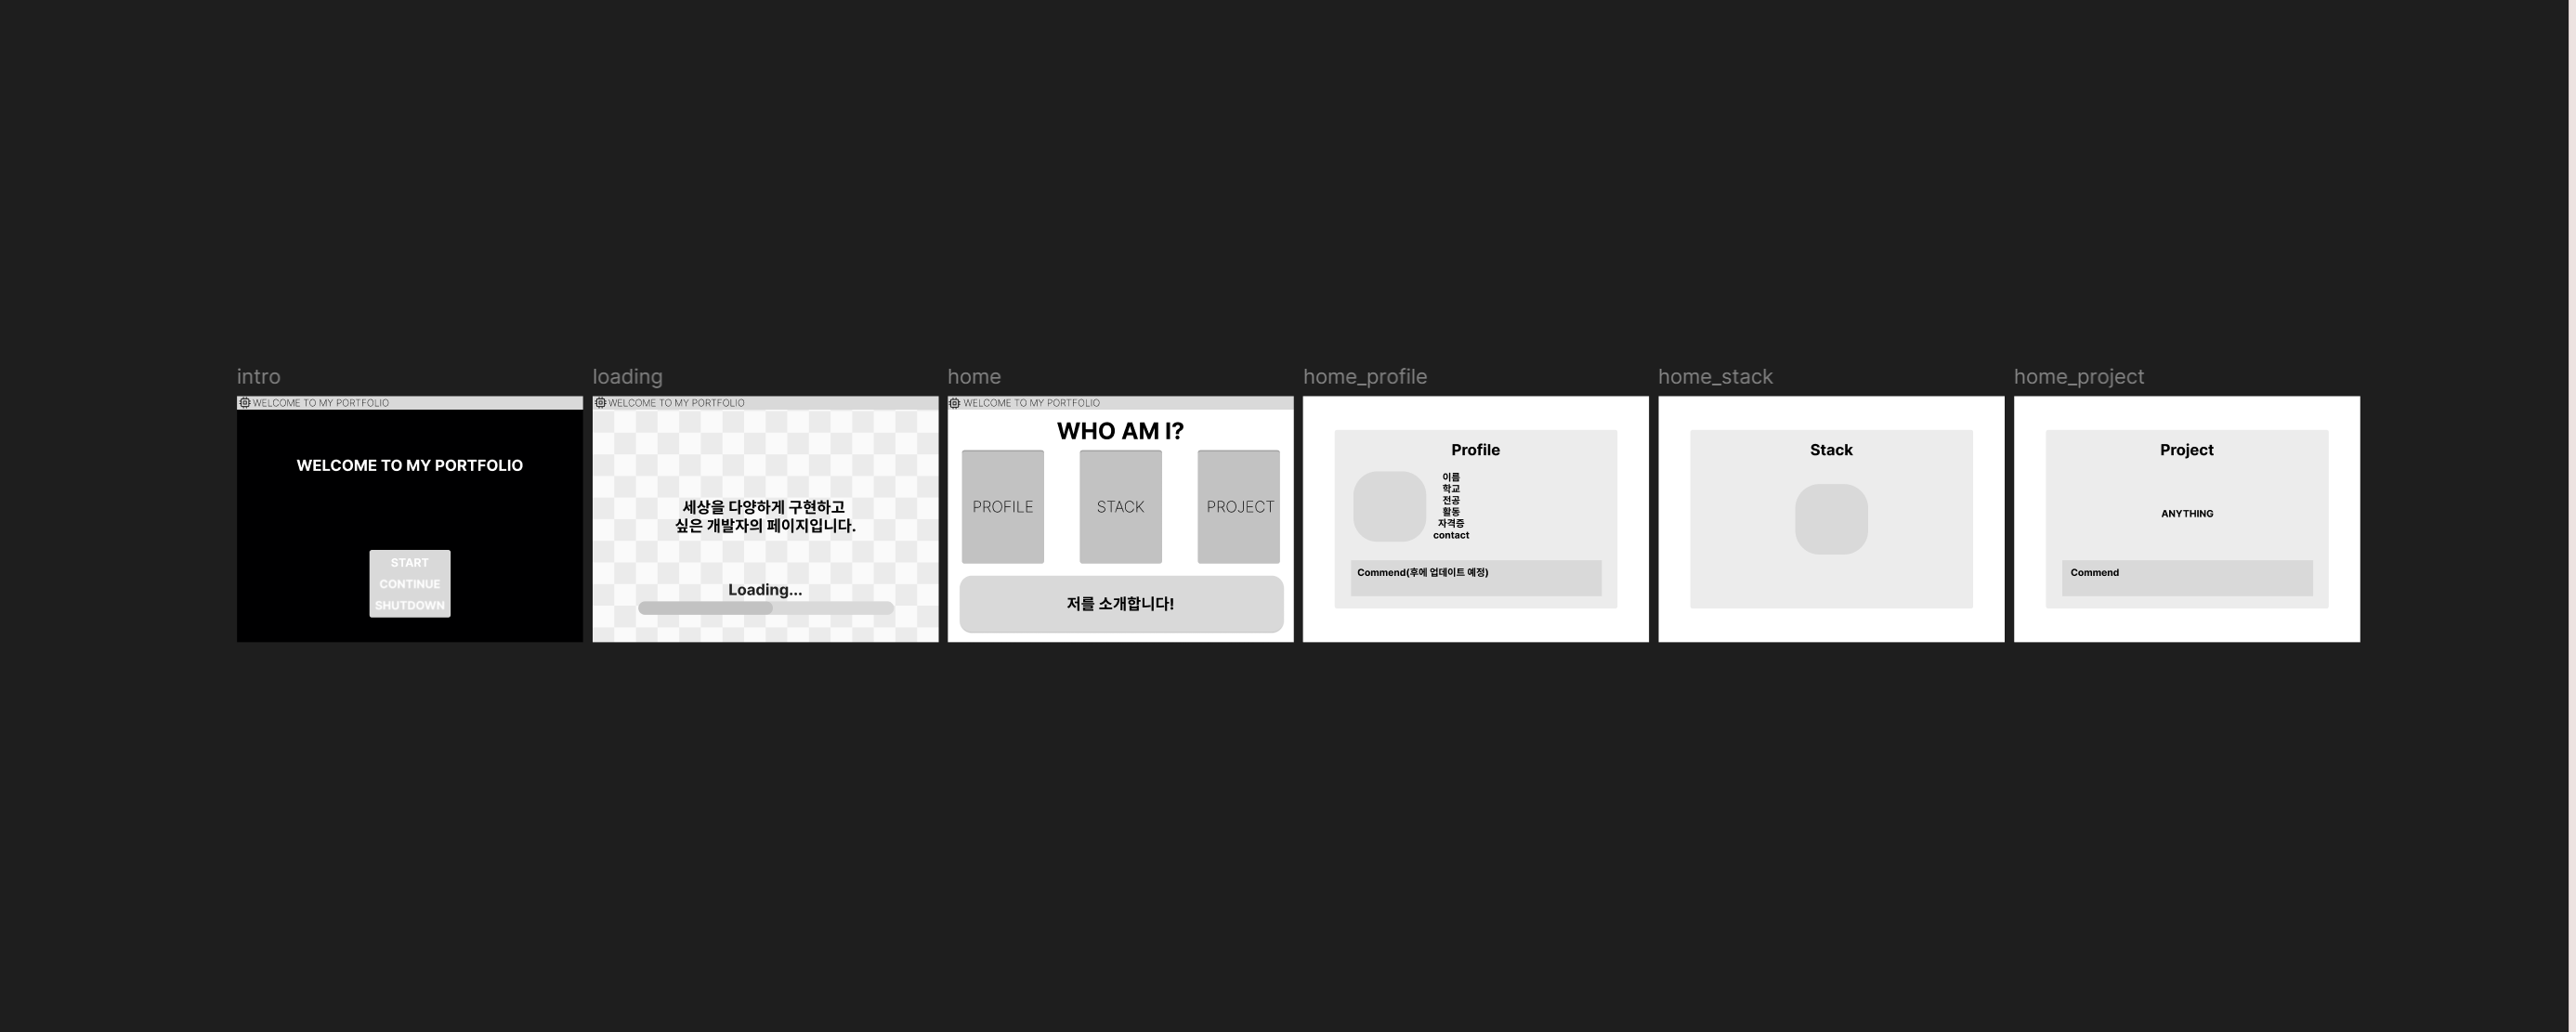 intro
WELCOME TO MY PORTFOLIO
WELCOME TO MY PORTFOLIO
START
CONTINUE
SHUTDOWN
loading
WELCOME TO MY PORTFOLIO
세상을 다양하게 구현하고
싶은 개발자의 페이지입니다.
Loading...
home
WELCOME TO MY PORTFOLIO
WHO AM I?
PROFILE
STACK
PROJECT
저를 소개합니다!
home_profile
Profile
이름
학교
전공
활동
자격증
contact
Commend(후에 업데이트 예정)
home_stack
Stack
home_project
Project
ANYTHING
Commend